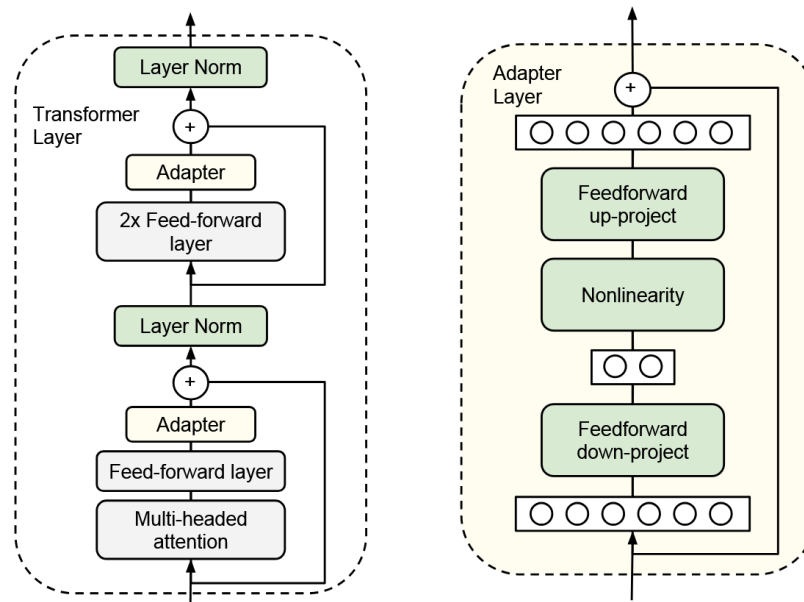 Layer Norm
Transformer
Layer
+
Adapter
2x Feed-forward
layer
Layer Norm
+
Adapter
Feed-forward layer
Multi-headed
attention
Adapter
Layer
+
Feedforward
up-project
Nonlinearity
Feedforward
down-project